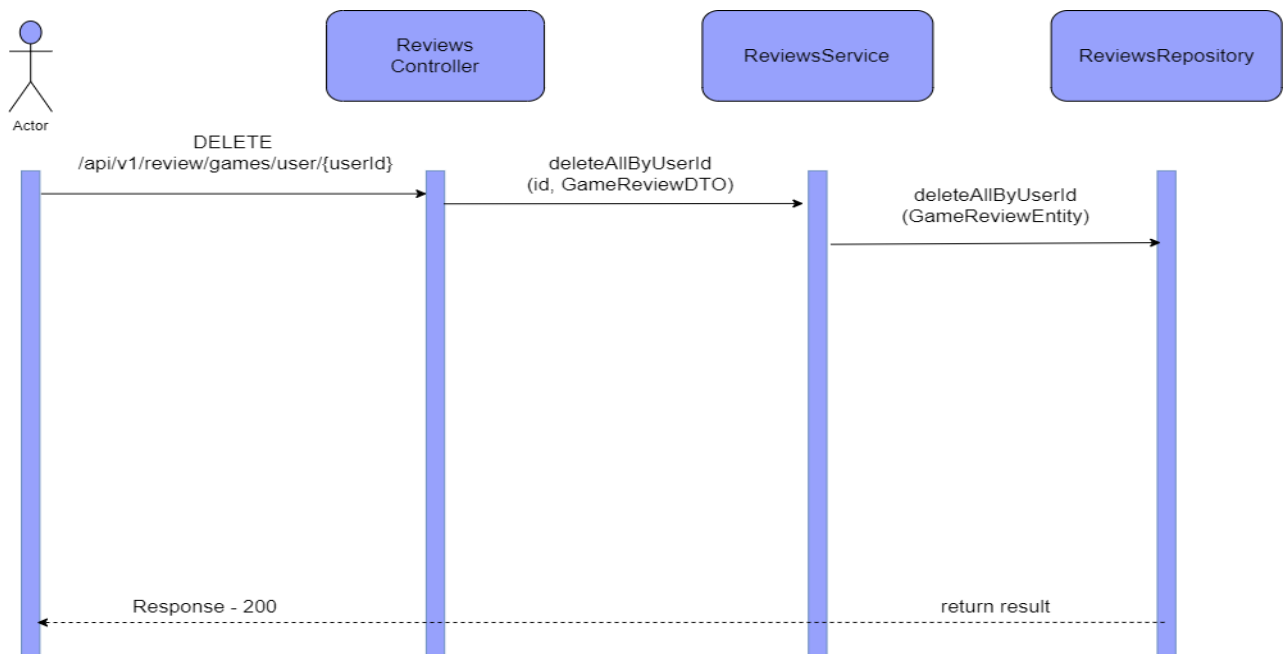 Reviews
Controller
ReviewsService
ReviewsRepository
Actor
DELETE
/api/v1/review/games/user/{userId}
deleteAllByUserId
(id, GameReviewDTO)
deleteAllByUserId
(GameReviewEntity)
Response - 200
return result